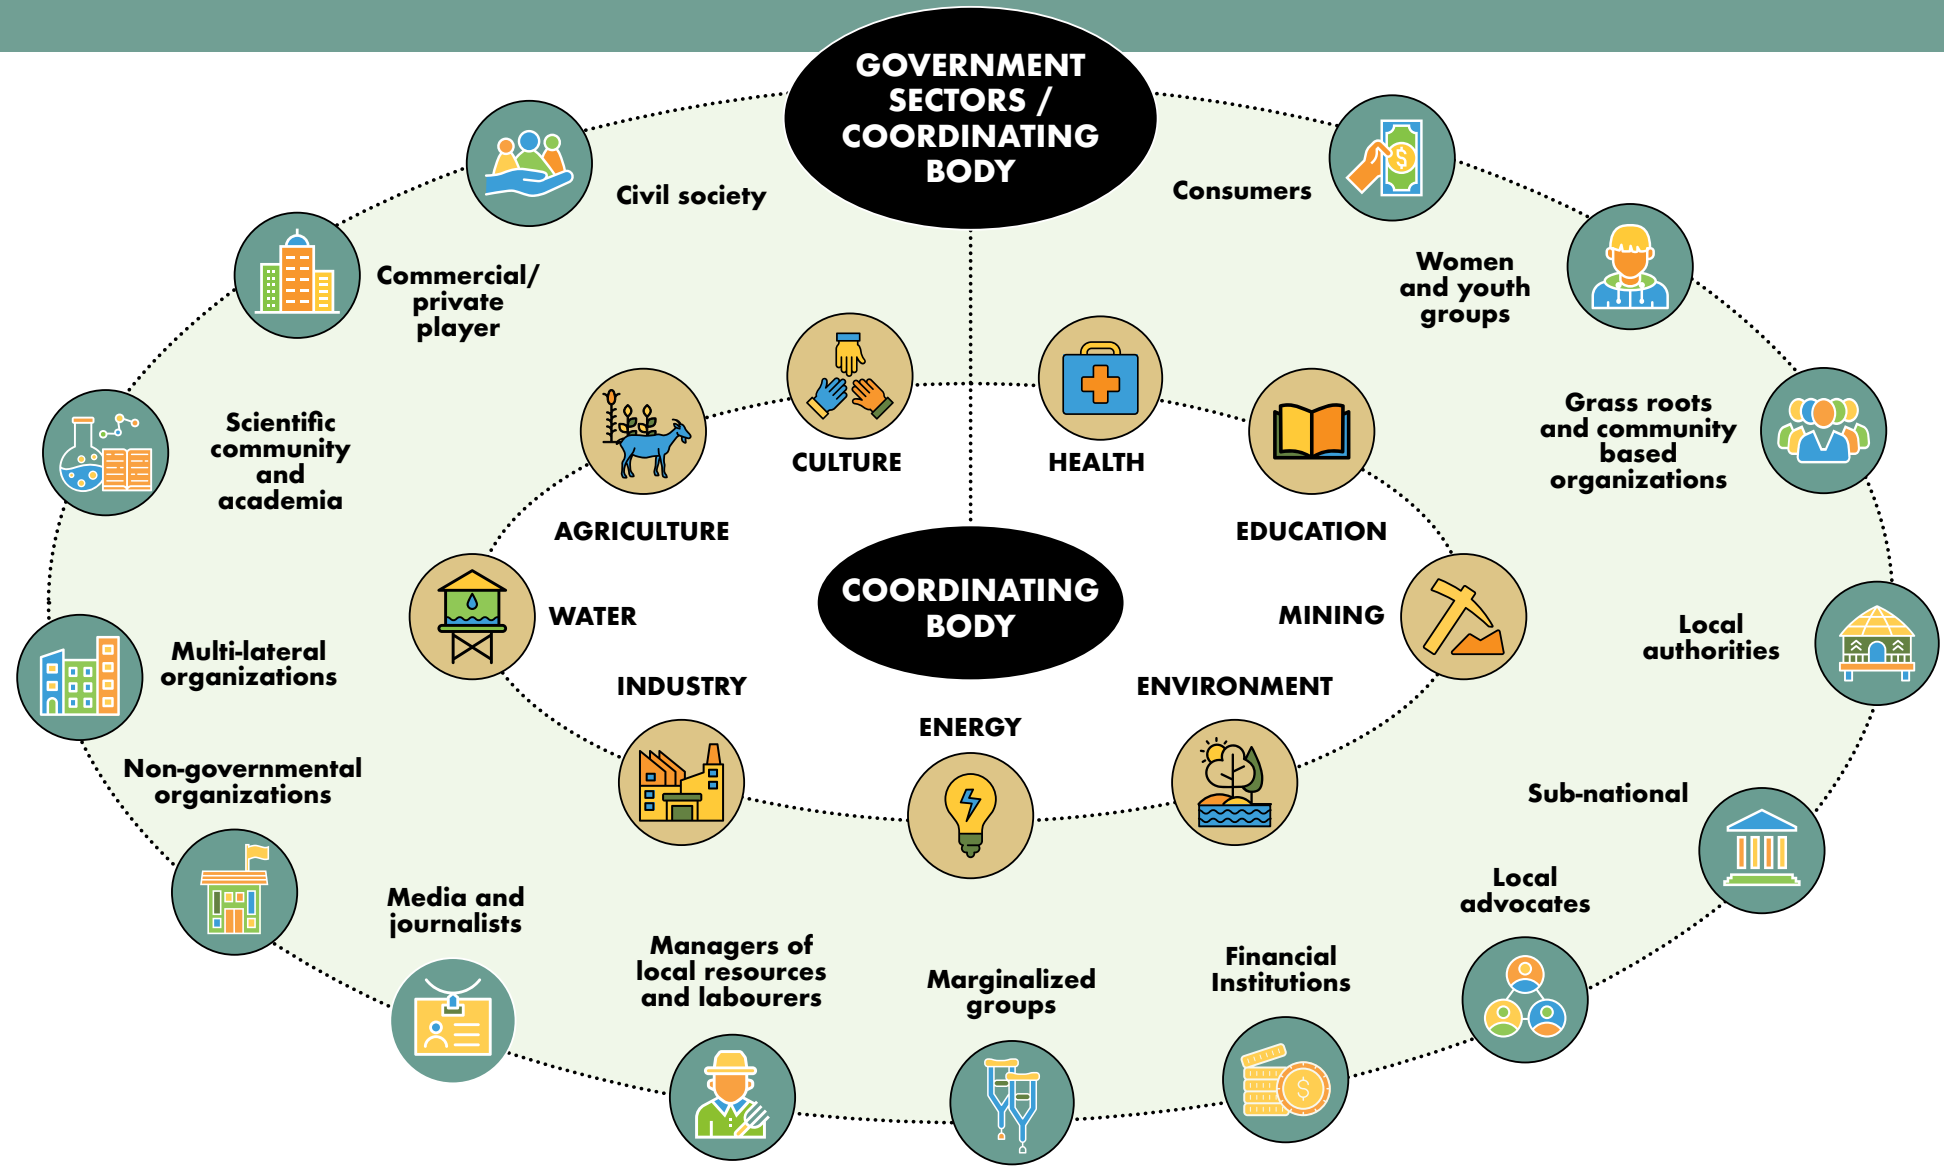 GOVERNMENT
SECTORS /
COORDINATING
BODY
Civil society
Consumers
Commercial/
private
player
Women
and youth
groups
Scientific
community
and
academia
Grass roots
and community
based
organizations
CULTURE
HEALTH
AGRICULTURE
EDUCATION
COORDINATING
BODY
WATER
MINING
Multi-lateral
organizations
Local
authorities
INDUSTRY
ENVIRONMENT
ENERGY
Non-governmental
organizations
Sub-national
Media and
journalists
Local
advocates
Managers of
local resources
and labourers
Marginalized
groups
Financial
Institutions